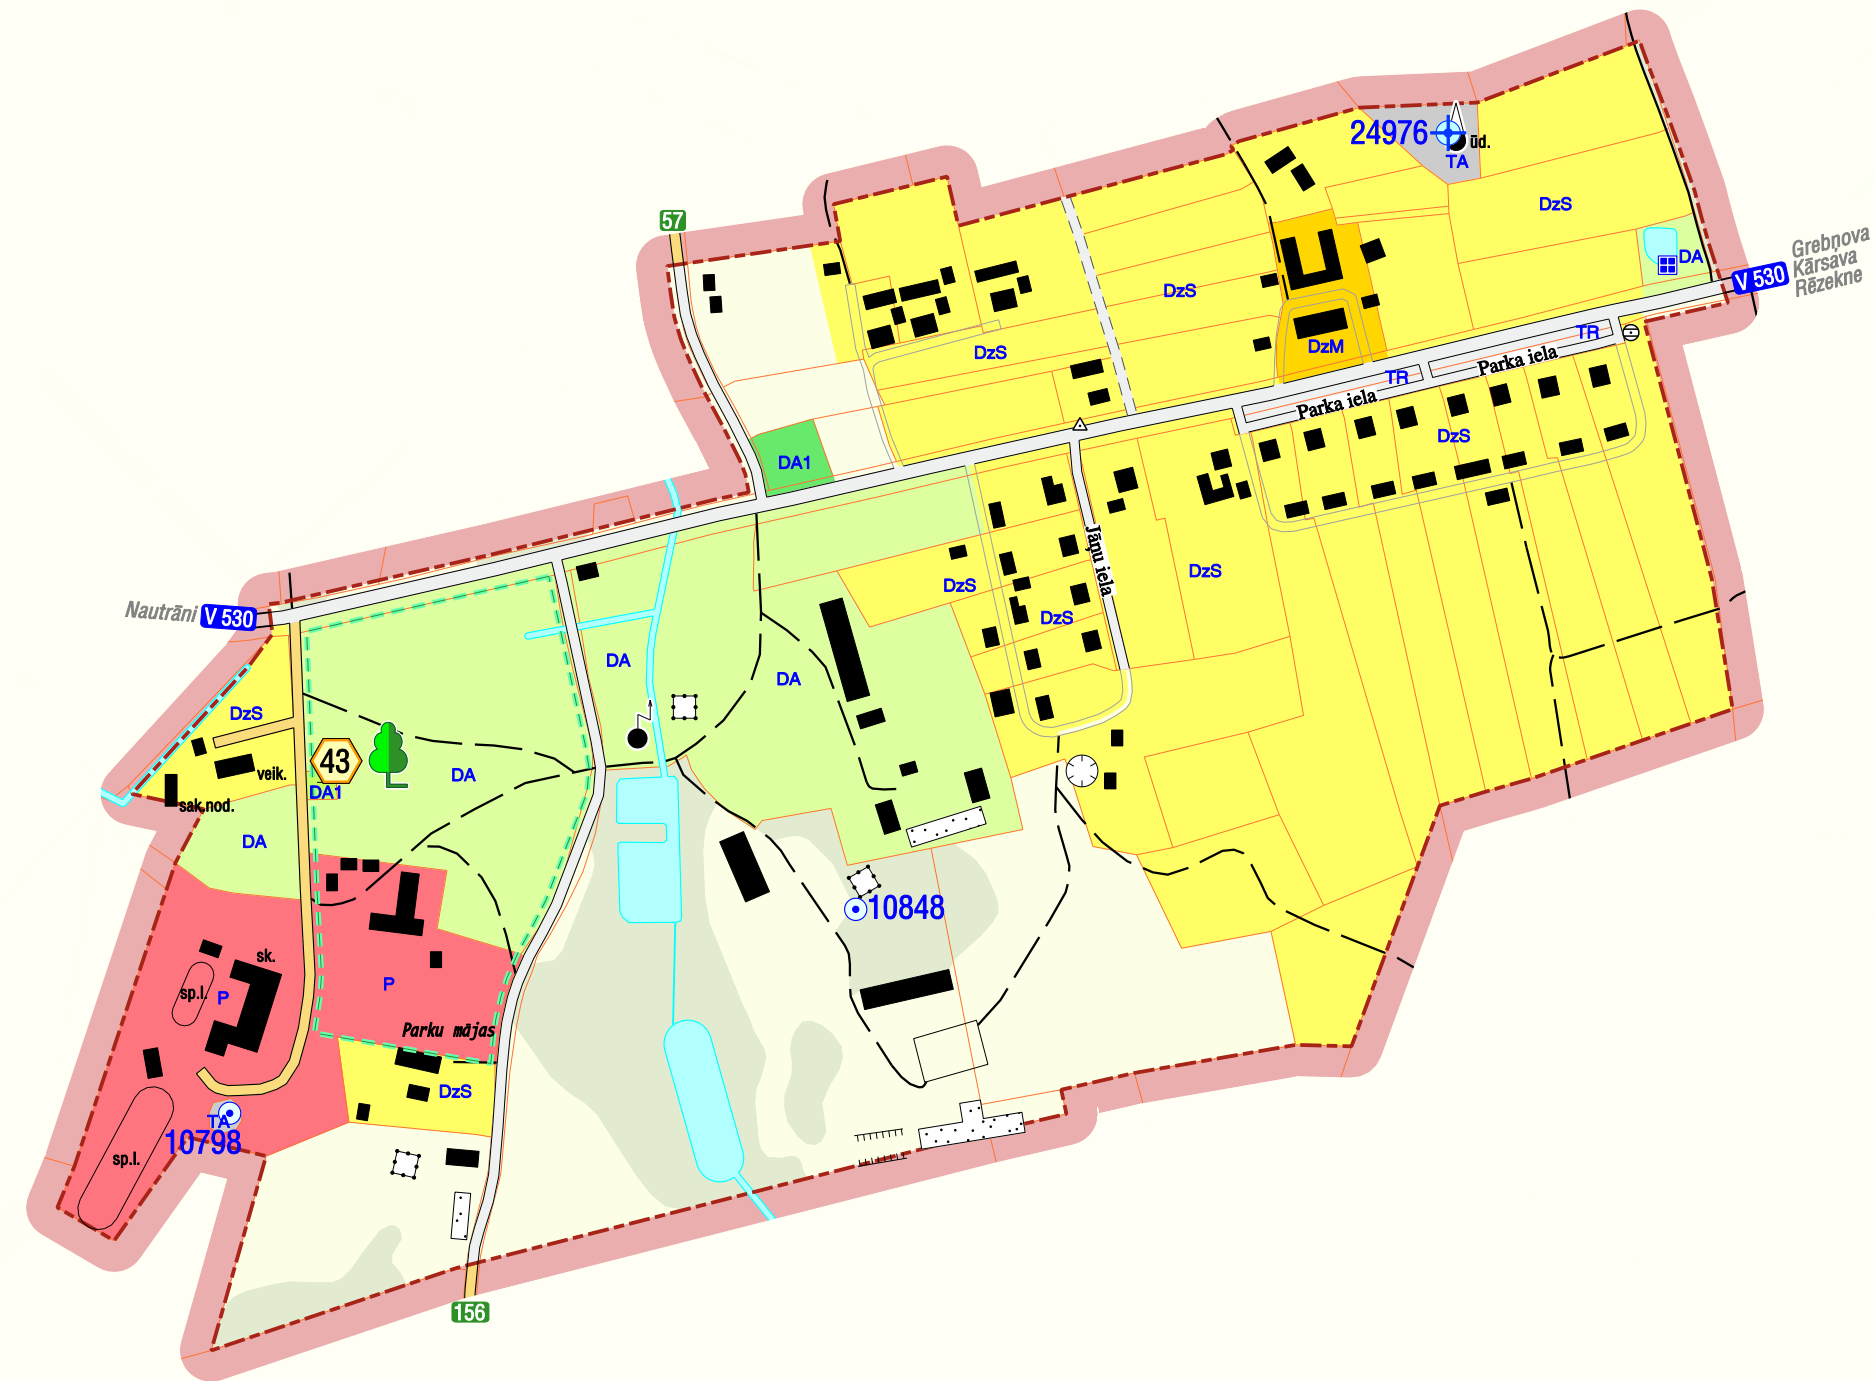 24976
ūd.
TA
57
DzS
Grebņova
Kārsava
Rēzekne
V 530
DA
DzS
TR
DzM
DzS
Parka iela
TR
Parka iela
DzS
DA1
Jāņu iela
DzS
DzS
DzS
Nautrāni
V 530
DA
DA
DzS
43
veik.
DA
DA1
sak.nod.
DA
10848
sk.
sp.l.
P
P
Parku mājas
DzS
TA
10798
sp.l.
156